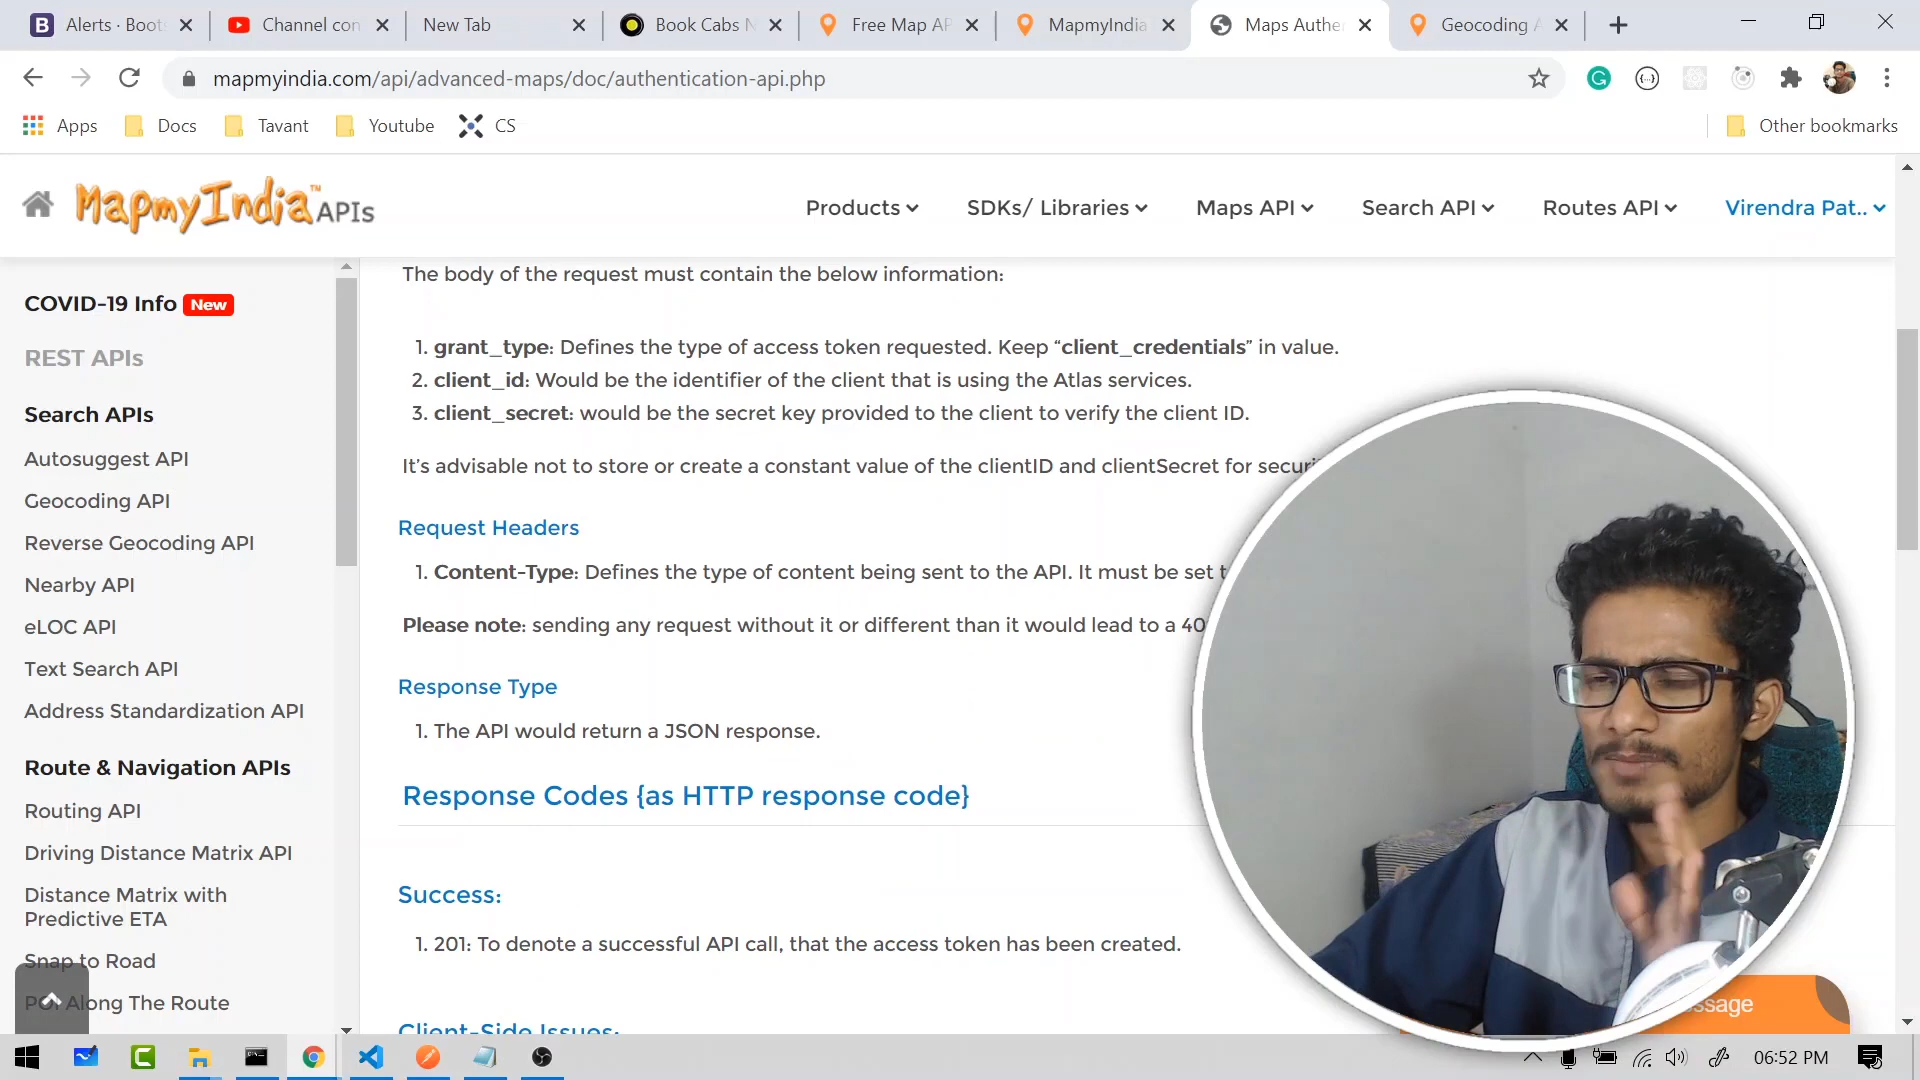 Alerts · Boots
Channel con
New Tab
Book Cabs N
Free Map AP
MapmyIndia
Maps Authen
Geocoding A
mapmyindia.com/api/advanced-maps/doc/authentication-api.php
Apps
Docs
Tavant
Youtube
CS
Other bookmarks
MapmyIndia™ APIs
Products
SDKs/ Libraries
Maps API
Search API
Routes API
Virendra Pat..
COVID-19 Info New
REST APIs
Search APIs
Autosuggest API
Geocoding API
Reverse Geocoding API
Nearby API
eLOC API
Text Search API
Address Standardization API
Route & Navigation APIs
Routing API
Driving Distance Matrix API
Distance Matrix with
Predictive ETA
Snap to Road
POI Along The Route
The body of the request must contain the below information:
1. grant_type: Defines the type of access token requested. Keep “client_credentials” in value.
2. client_id: Would be the identifier of the client that is using the Atlas services.
3. client_secret: would be the secret key provided to the client to verify the client ID.
It’s advisable not to store or create a constant value of the clientID and clientSecret for securi
Request Headers
1. Content-Type: Defines the type of content being sent to the API. It must be set t
Please note: sending any request without it or different than it would lead to a 40
Response Type
1. The API would return a JSON response.
Response Codes {as HTTP response code}
Success:
1. 201: To denote a successful API call, that the access token has been created.
Client-Side Issues:
ssage
06:52 PM